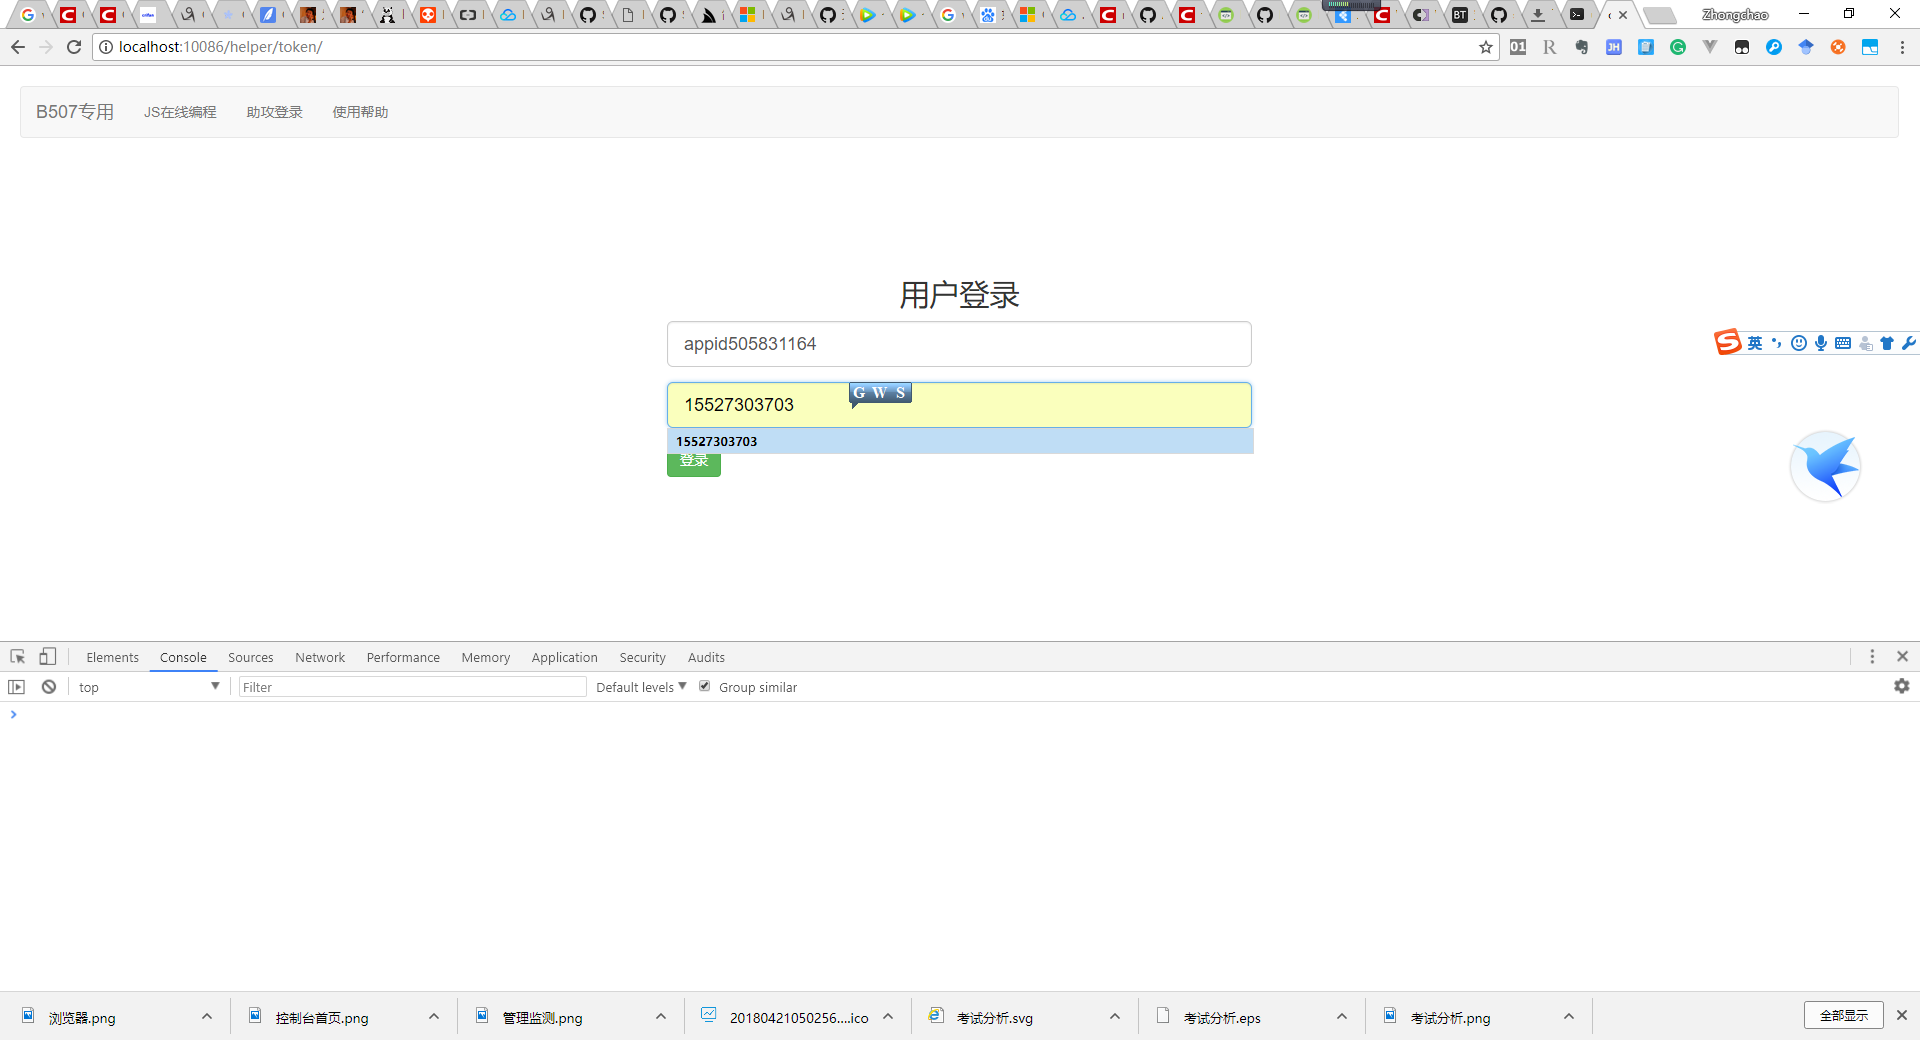 Zhongchao
localhost:10086/helper/token/
01 R JH
B507专用 JS在线编程 助攻登录 使用帮助
用户登录
appid505831164
英
15527303703
G W S
15527303703
登录
Elements Console Sources Network Performance Memory Application Security Audits
top Filter Default levels Group similar
浏览器.png 控制台首页.png 管理监测.png 20180421050256....ico 考试分析.svg 考试分析.eps 考试分析.png 全部显示